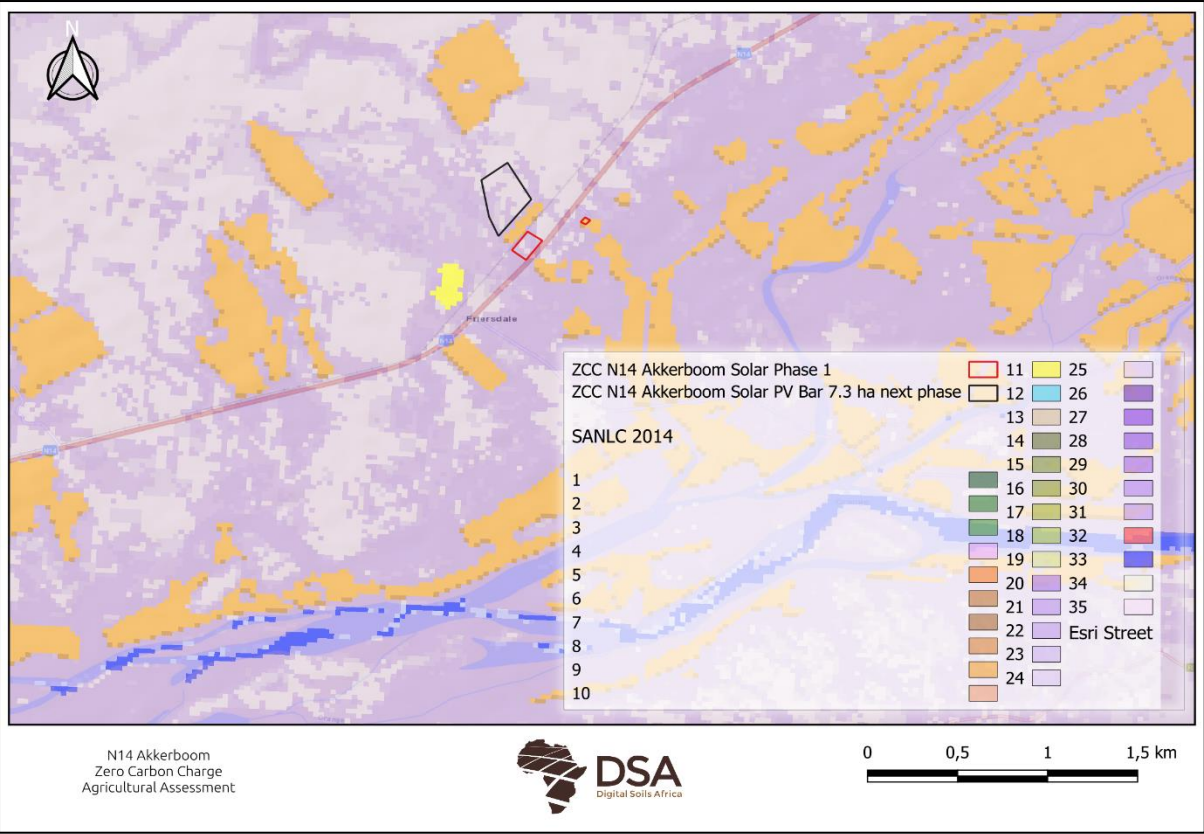 N
N14
N14
N14
Friersdale
ZCC N14 Akkerboom Solar Phase 1
ZCC N14 Akkerboom Solar PV Bar 7.3 ha next phase
SANLC 2014
1
2
3
4
5
6
7
8
9
10
11
12
13
14
15
16
17
18
19
20
21
22
23
24
25
26
27
28
29
30
31
32
33
34
35
Esri Street
N14 Akkerboom
Zero Carbon Charge
Agricultural Assessment
DSA
Digital Soils Africa
0 0,5 1 1,5 km